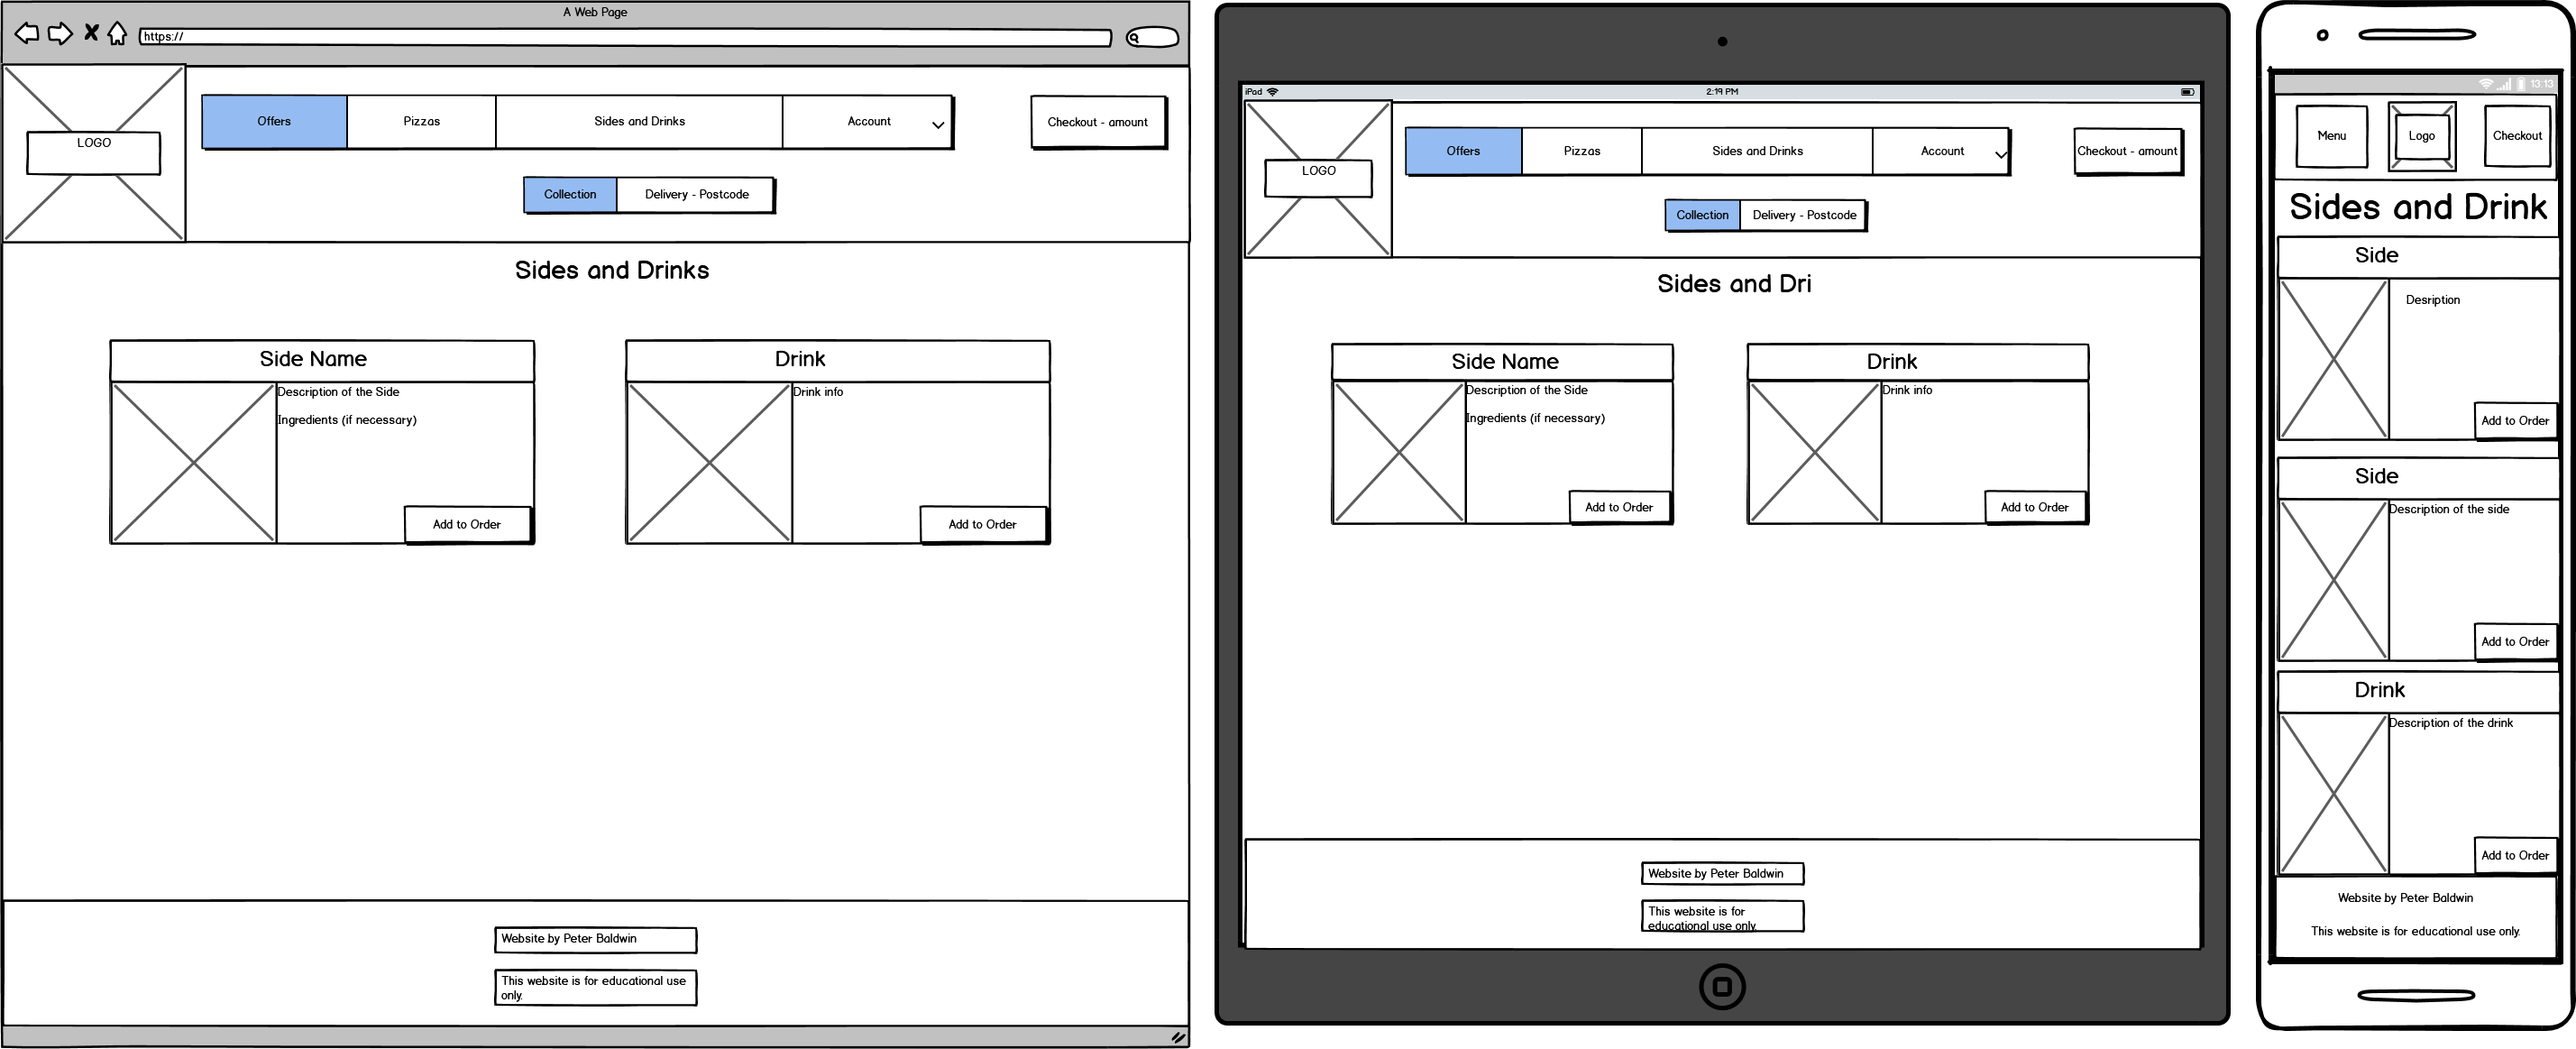 A Web Page
https://
LOGO
Offers
Pizzas
Sides and Drinks
Account
Checkout - amount
Collection
Delivery - Postcode
Sides and Drinks
Side Name
Description of the Side
Ingredients (if necessary)
Add to Order
Drink
Drink info
Add to Order
Website by Peter Baldwin
This website is for educational use
only.
iPad
2:19 PM
LOGO
Offers
Pizzas
Sides and Drinks
Account
Checkout - amount
Collection
Delivery - Postcode
Sides and Dri
Side Name
Description of the Side
Ingredients (if necessary)
Add to Order
Drink
Drink info
Add to Order
Website by Peter Baldwin
This website is for
educational use only.
13:13
Menu
Logo
Checkout
Sides and Drink
Side
Desription
Add to Order
Side
Description of the side
Add to Order
Drink
Description of the drink
Add to Order
Website by Peter Baldwin
This website is for educational use only.